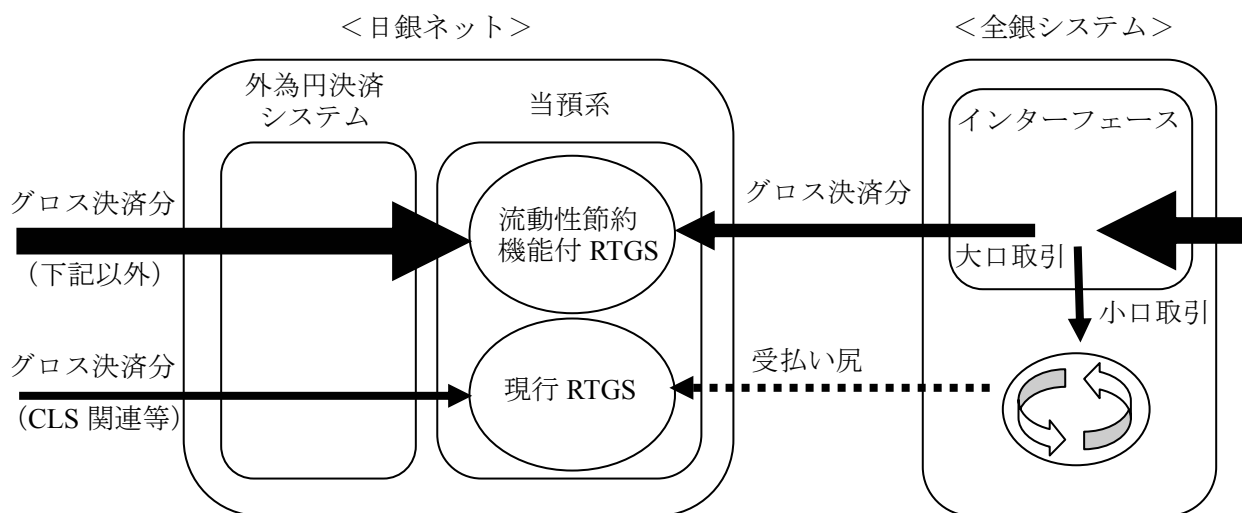 ＜日銀ネット＞
＜全銀システム＞
外為円決済
システム
当預系
インターフェース
グロス決済分
（下記以外）
流動性節約
機能付 RTGS
グロス決済分
大口取引
小口取引
グロス決済分
（CLS 関連等）
現行 RTGS
受払い尻